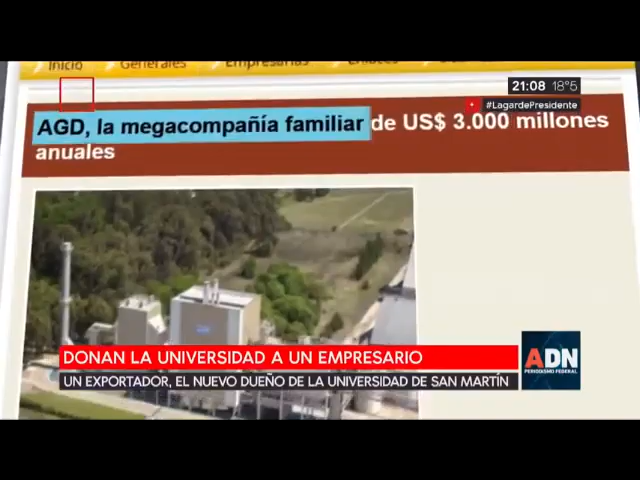 Inicio Generales Empresarias
21:08 18°5
#LagardePresidente
AGD, la megacompañía familiar de US$ 3.000 millones
anuales
DONAN LA UNIVERSIDAD A UN EMPRESARIO
UN EXPORTADOR, EL NUEVO DUEÑO DE LA UNIVERSIDAD DE SAN MARTÍN
ADN
PERIODISMO FEDERAL